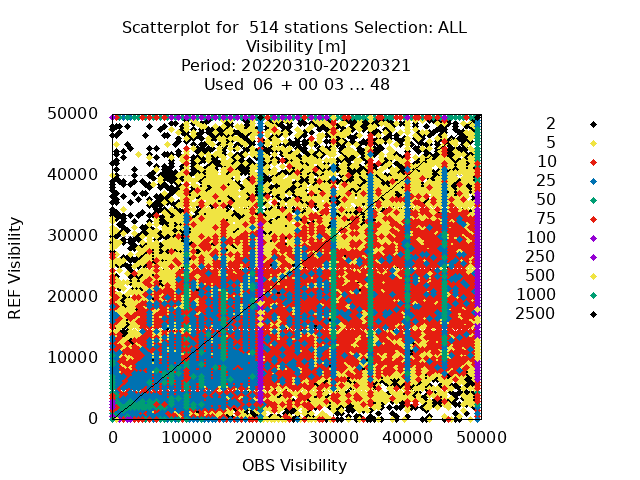 Scatterplot for  514 stations Selection: ALL
Visibility [m]
Period: 20220310-20220321
Used  06 + 00 03 ... 48
50000
40000
30000
20000
10000
0
REF Visibility
0 10000 20000 30000 40000 50000
OBS Visibility
2
5
10
25
50
75
100
250
500
1000
2500